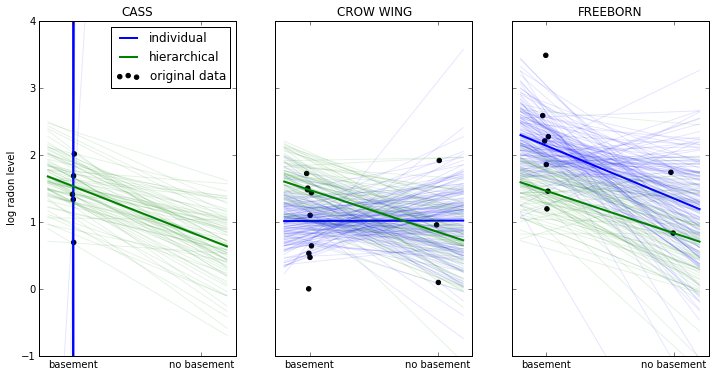 CASS
CROW WING
FREEBORN
log radon level
4
3
2
1
0
−1
individual
hierarchical
original data
basement
no basement
basement
no basement
basement
no basement